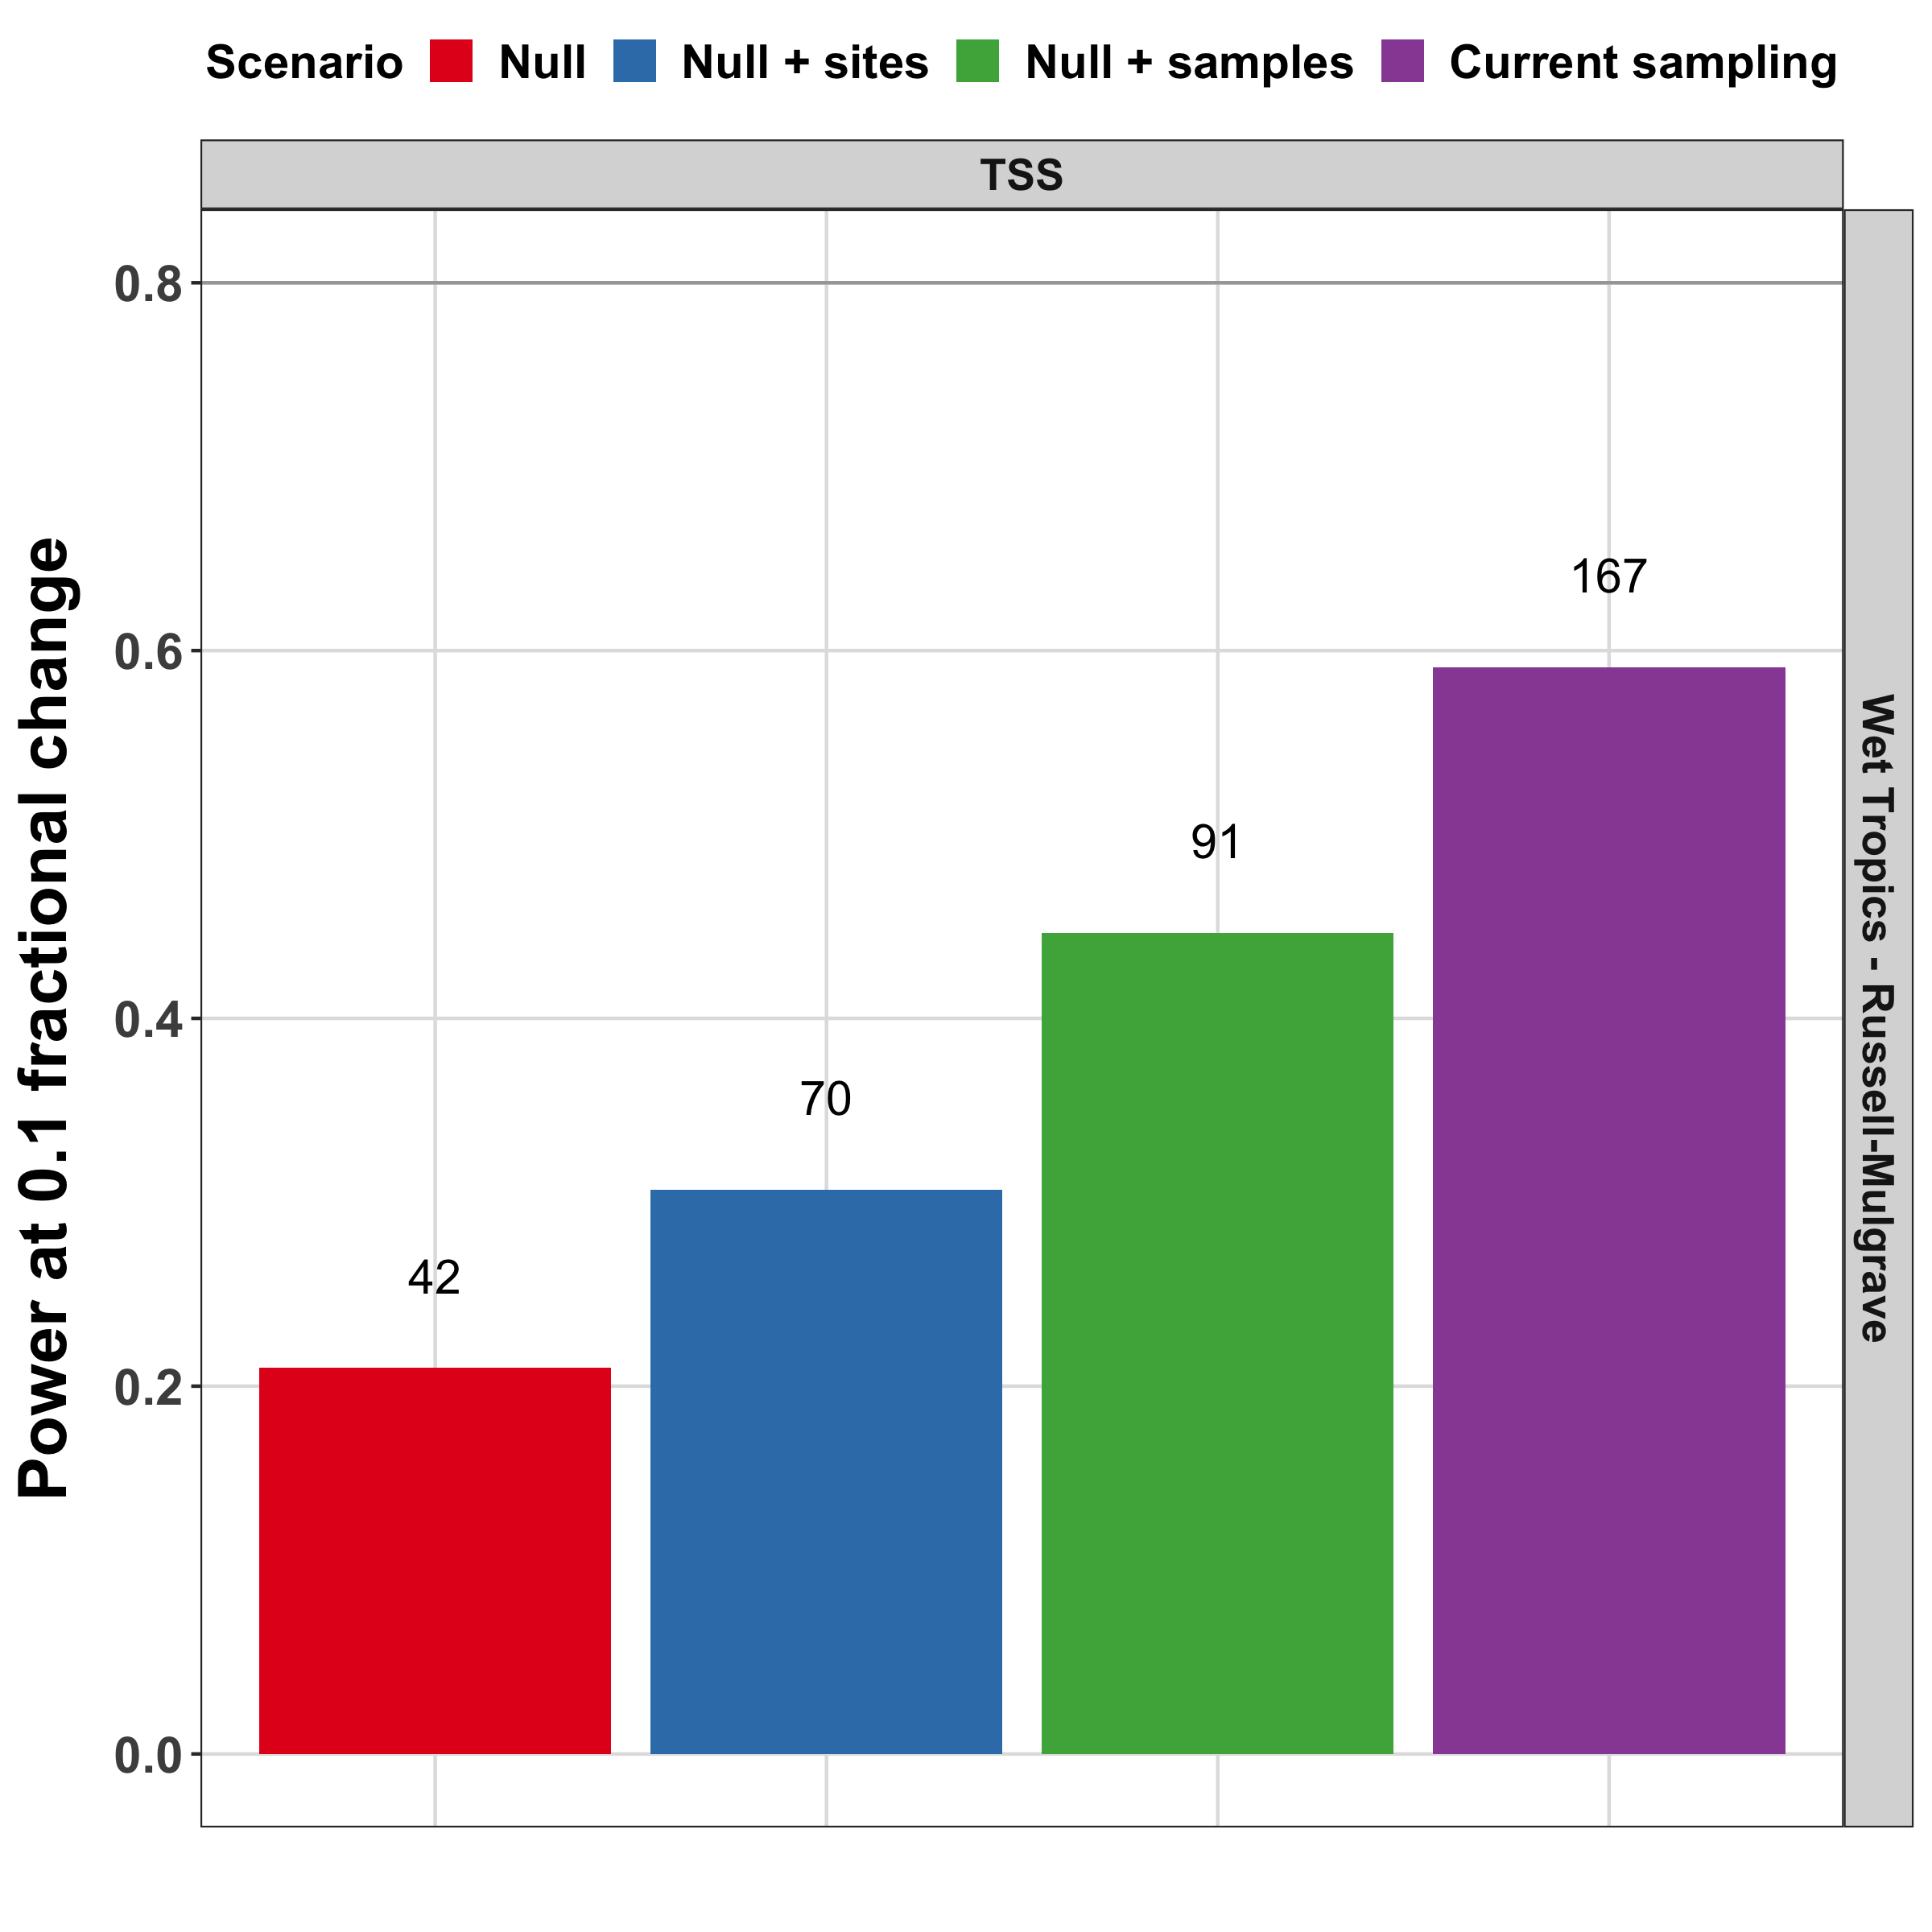 Scenario Null Null + sites Null + samples Current sampling
TSS
Power at 0.1 fractional change
0.8
0.6
0.4
0.2
0.0
167
91
70
42
Wet Tropics - Russell-Mulgrave